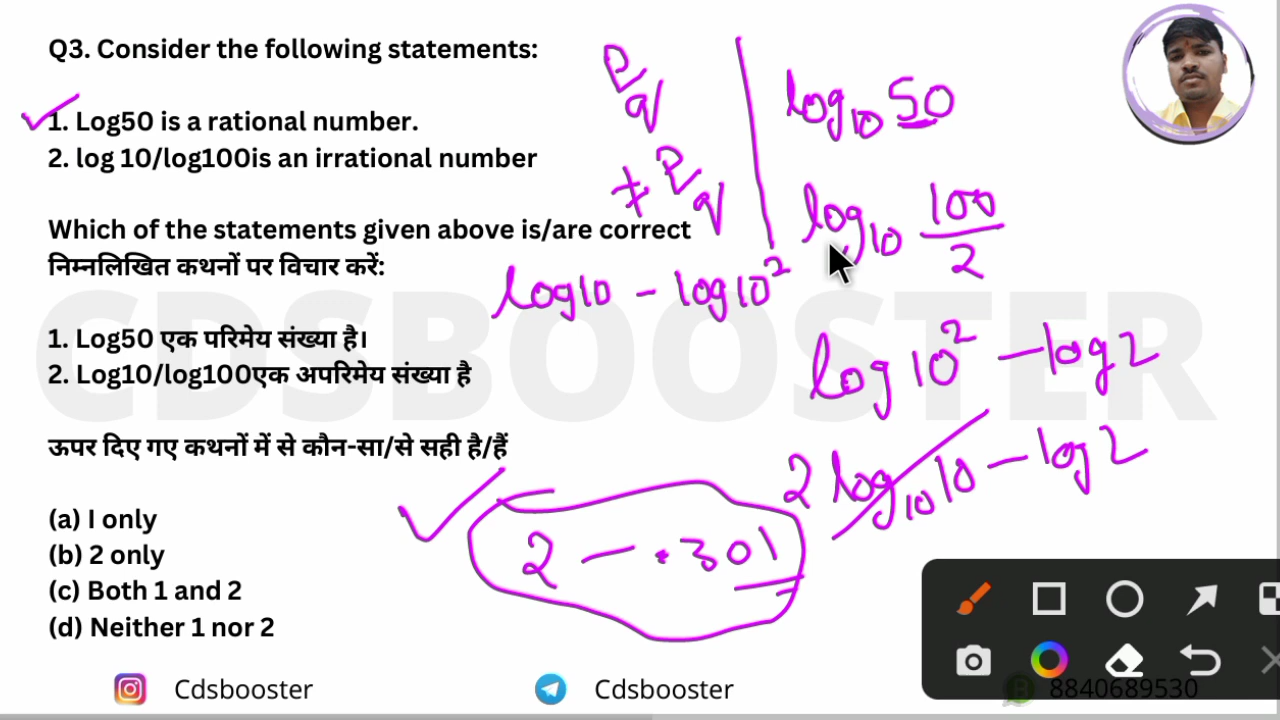 Q3. Consider the following statements:
1. Log50 is a rational number.
2. log 10/log100is an irrational number
Which of the statements given above is/are correct
निम्नलिखित कथनों पर विचार करें:
1. Log50 एक परिमेय संख्या है।
2. Log10/log100एक अपरिमेय संख्या है
ऊपर दिए गए कथनों में से कौन-सा/से सही है/हैं
(a) I only
(b) 2 only
(c) Both 1 and 2
(d) Neither 1 nor 2
P/q
≠ P/q
log10 - log10²
log₁₀ 50
log₁₀ 100/2
log 10² - log2
2 log₁₀10 - log2
2 - .301
CDSBOOSTER
Cdsbooster
Cdsbooster
8840689530